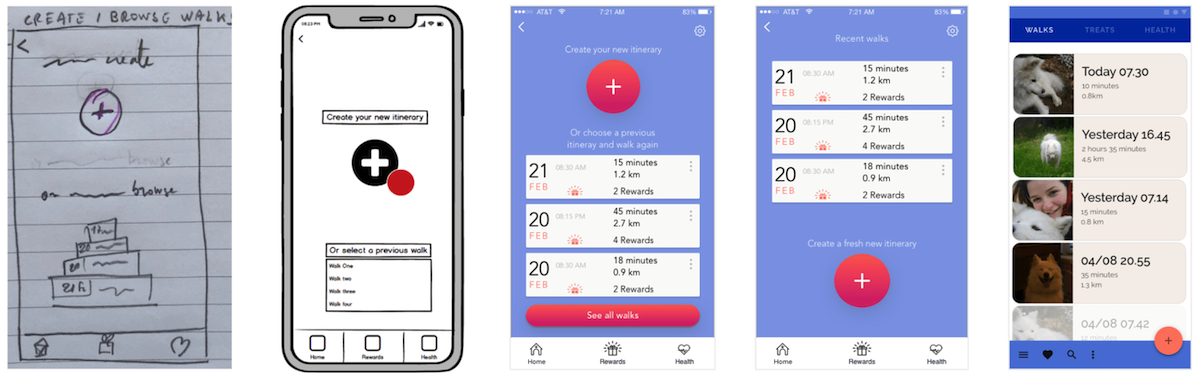 CREATE / BROWSE WALKS
create
browse
or browse
20
20
21 h
08:23 PM
Create your new itinerary
Or select a previous walk
Walk One
Walk two
Walk three
Walk four
Home Rewards Health
AT&T 7:21 AM 83%
Create your new itinerary
Or choose a previous
itineray and walk again
21 FEB 08:30 AM 15 minutes
1.2 km
2 Rewards
20 FEB 08:15 PM 45 minutes
2.7 km
4 Rewards
20 FEB 08:30 AM 18 minutes
0.9 km
2 Rewards
See all walks
Home Rewards Health
AT&T 7:21 AM 83%
Recent walks
21 FEB 08:30 AM 15 minutes
1.2 km
2 Rewards
20 FEB 08:15 PM 45 minutes
2.7 km
4 Rewards
20 FEB 08:30 AM 18 minutes
0.9 km
2 Rewards
Create a fresh new itinerary
Home Rewards Health
WALKS TREATS HEALTH
Today 07.30
10 minutes
0.8km
Yesterday 16.45
2 hours 35 minutes
4.5 km
Yesterday 07.14
15 minutes
0.8 km
04/08 20.55
35 minutes
1.3 km
04/08 07.42
14 minutes